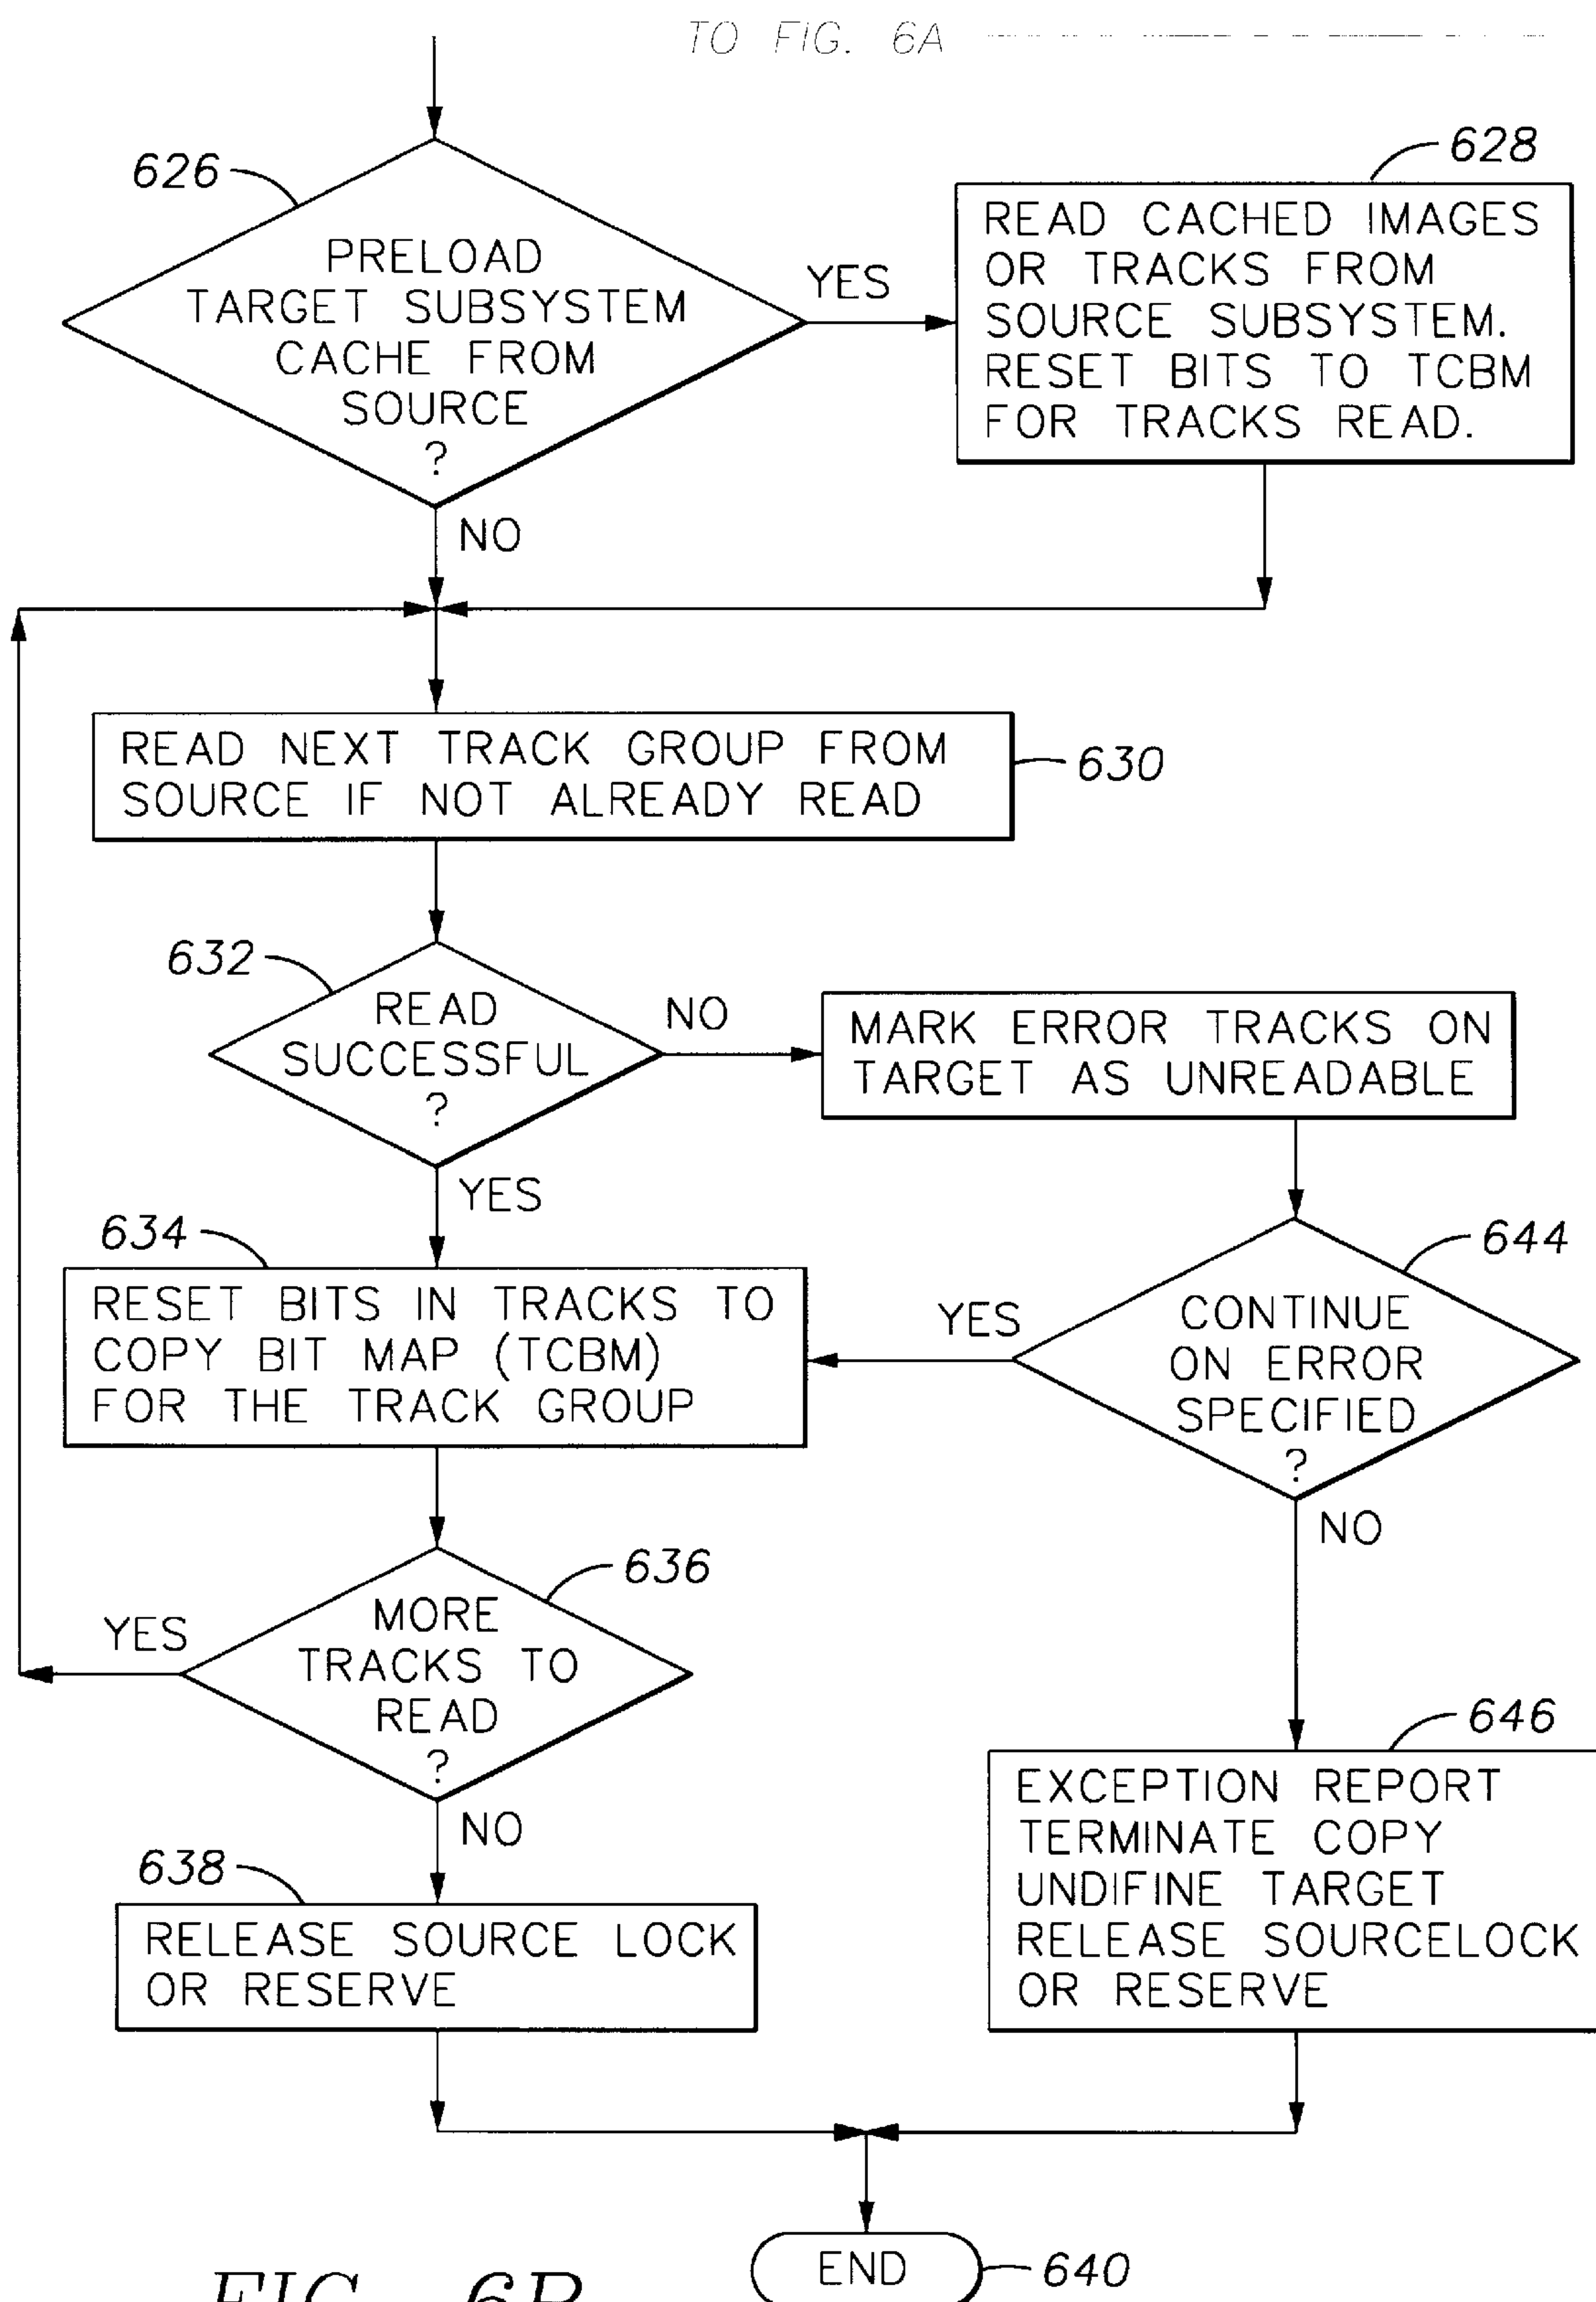 TO FIG. 6A
626
PRELOAD
TARGET SUBSYSTEM
CACHE FROM
SOURCE
?
YES
628
READ CACHED IMAGES
OR TRACKS FROM
SOURCE SUBSYSTEM.
RESET BITS TO TCBM
FOR TRACKS READ.
NO
READ NEXT TRACK GROUP FROM
SOURCE IF NOT ALREADY READ
630
632
READ
SUCCESSFUL
?
NO
MARK ERROR TRACKS ON
TARGET AS UNREADABLE
YES
634
RESET BITS IN TRACKS TO
COPY BIT MAP (TCBM)
FOR THE TRACK GROUP
YES
644
CONTINUE
ON ERROR
SPECIFIED
?
NO
636
MORE
TRACKS TO
READ
?
YES
NO
638
RELEASE SOURCE LOCK
OR RESERVE
646
EXCEPTION REPORT
TERMINATE COPY
UNDIFINE TARGET
RELEASE SOURCELOCK
OR RESERVE
END
640
FIG. 6B